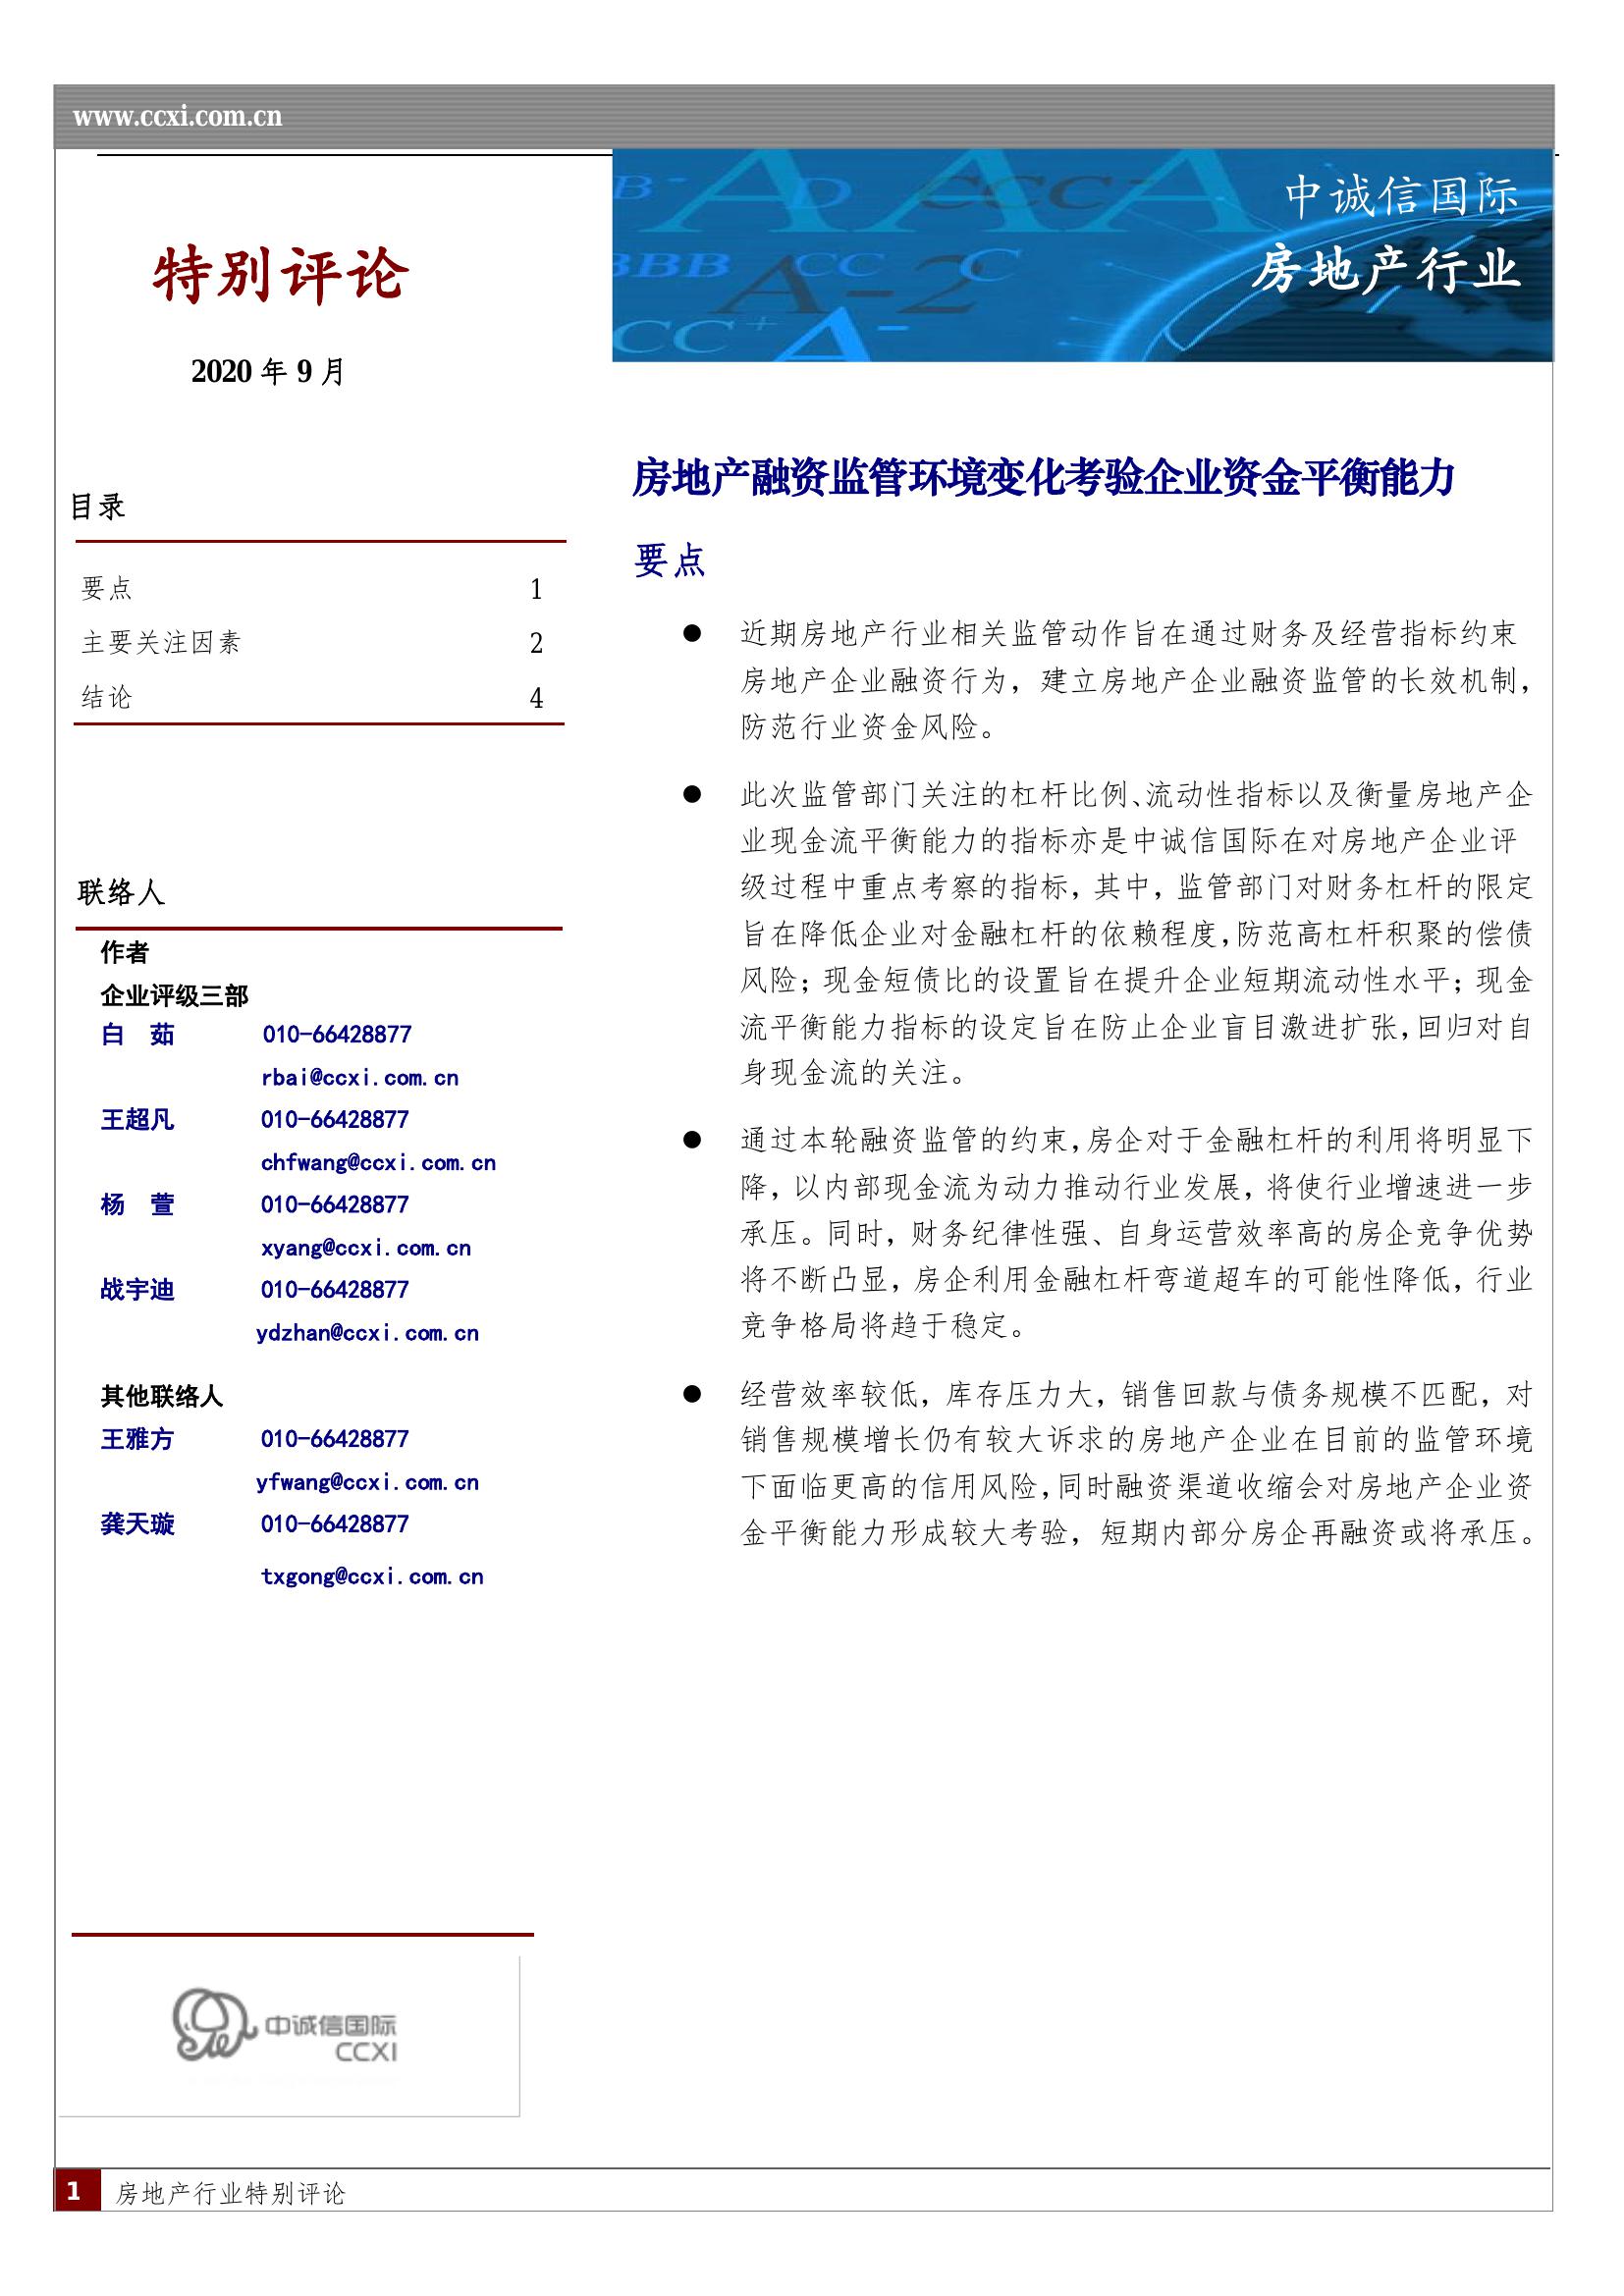 www.ccxi.com.cn
中诚信国际
房地产行业
B- D CCC-
AAA
BBB CC C
A-2
CC+ A-
特别评论
2020 年 9 月
目录
要点 1
主要关注因素 2
结论 4
联络人
作者
企业评级三部
白 茹 010-66428877
rbai@ccxi.com.cn
王超凡 010-66428877
chfwang@ccxi.com.cn
杨 萱 010-66428877
xyang@ccxi.com.cn
战宇迪 010-66428877
ydzhan@ccxi.com.cn
其他联络人
王雅方 010-66428877
yfwang@ccxi.com.cn
龚天璇 010-66428877
txgong@ccxi.com.cn
中诚信国际
CCXI
房地产融资监管环境变化考验企业资金平衡能力
要点
● 近期房地产行业相关监管动作旨在通过财务及经营指标约束
房地产企业融资行为，建立房地产企业融资监管的长效机制，
防范行业资金风险。
● 此次监管部门关注的杠杆比例、流动性指标以及衡量房地产企
业现金流平衡能力的指标亦是中诚信国际在对房地产企业评
级过程中重点考察的指标，其中，监管部门对财务杠杆的限定
旨在降低企业对金融杠杆的依赖程度，防范高杠杆积聚的偿债
风险；现金短债比的设置旨在提升企业短期流动性水平；现金
流平衡能力指标的设定旨在防止企业盲目激进扩张，回归对自
身现金流的关注。
● 通过本轮融资监管的约束，房企对于金融杠杆的利用将明显下
降，以内部现金流为动力推动行业发展，将使行业增速进一步
承压。同时，财务纪律性强、自身运营效率高的房企竞争优势
将不断凸显，房企利用金融杠杆弯道超车的可能性降低，行业
竞争格局将趋于稳定。
● 经营效率较低，库存压力大，销售回款与债务规模不匹配，对
销售规模增长仍有较大诉求的房地产企业在目前的监管环境
下面临更高的信用风险，同时融资渠道收缩会对房地产企业资
金平衡能力形成较大考验，短期内部分房企再融资或将承压。
1 房地产行业特别评论